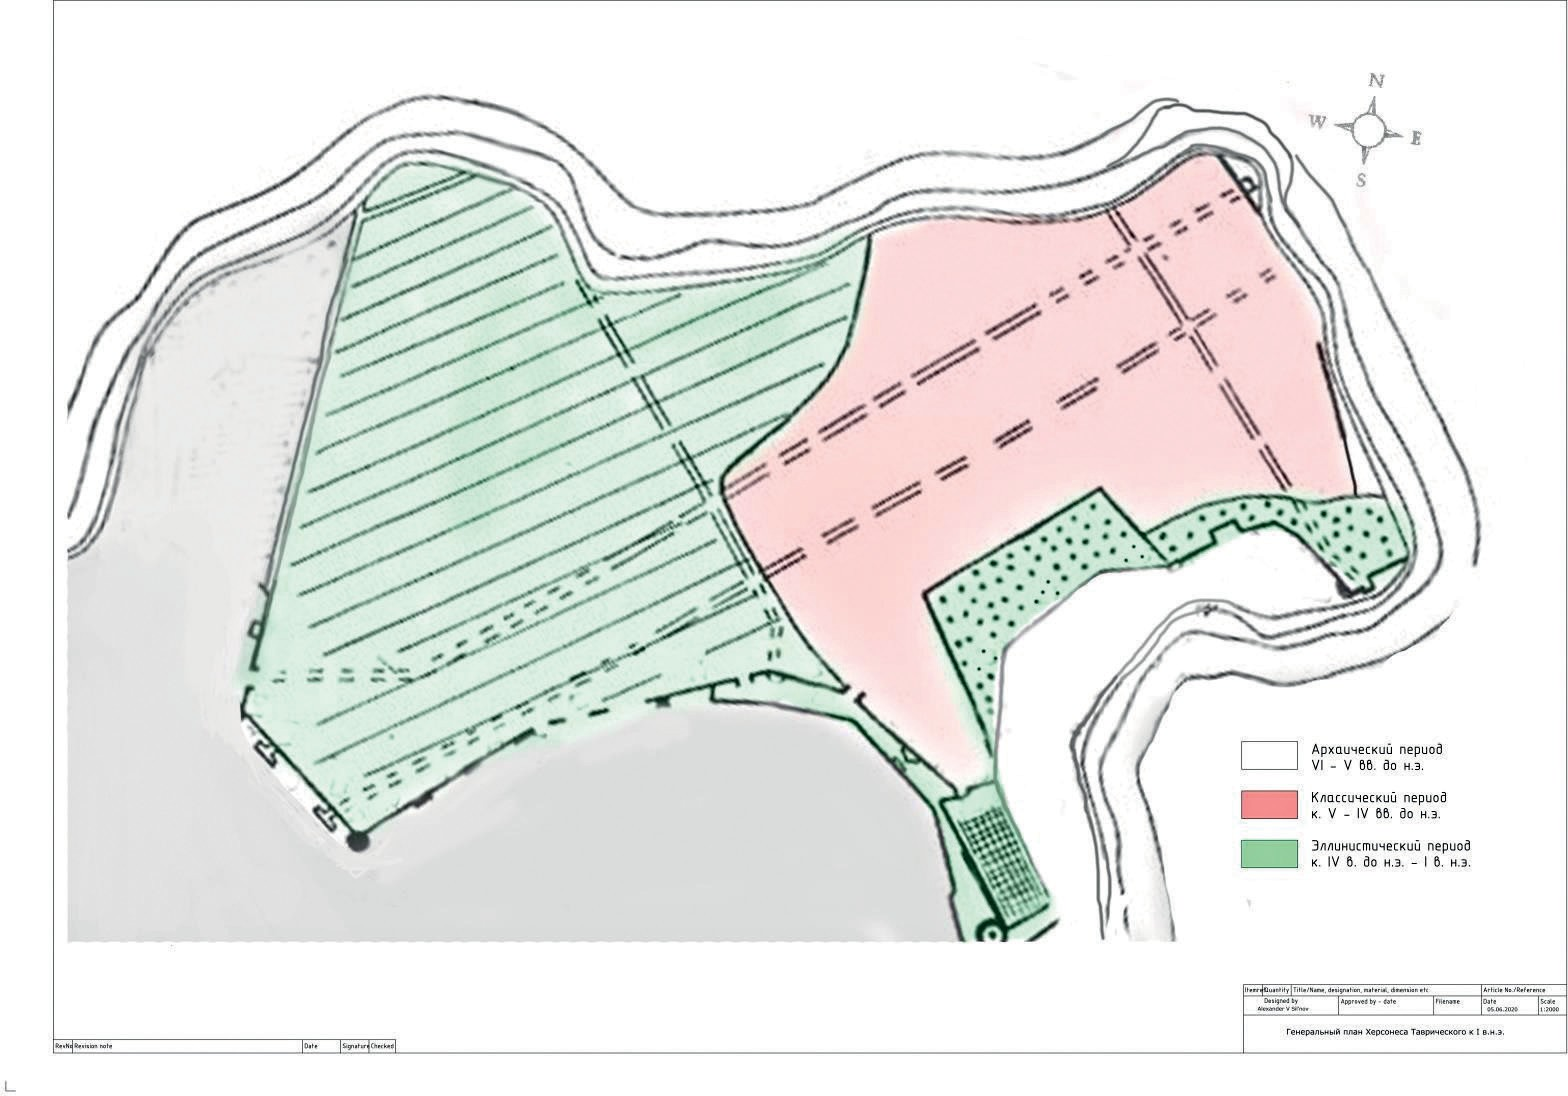 N
W
E
S
Архаический период
VI – V вв. до н.э.
Классический период
к. V – IV вв. до н.э.
Эллинистический период
к. IV в. до н.э. – I в. н.э.
Itemref Quantity Title/Name, designation, material, dimension etc Article No./Reference
Designed by Approved by - date Filename Date Scale
Alexander V Sil'nov 05.06.2020 1:2000
Генеральный план Херсонеса Таврического к I в.н.э.
RevNo Revision note Date Signature Checked